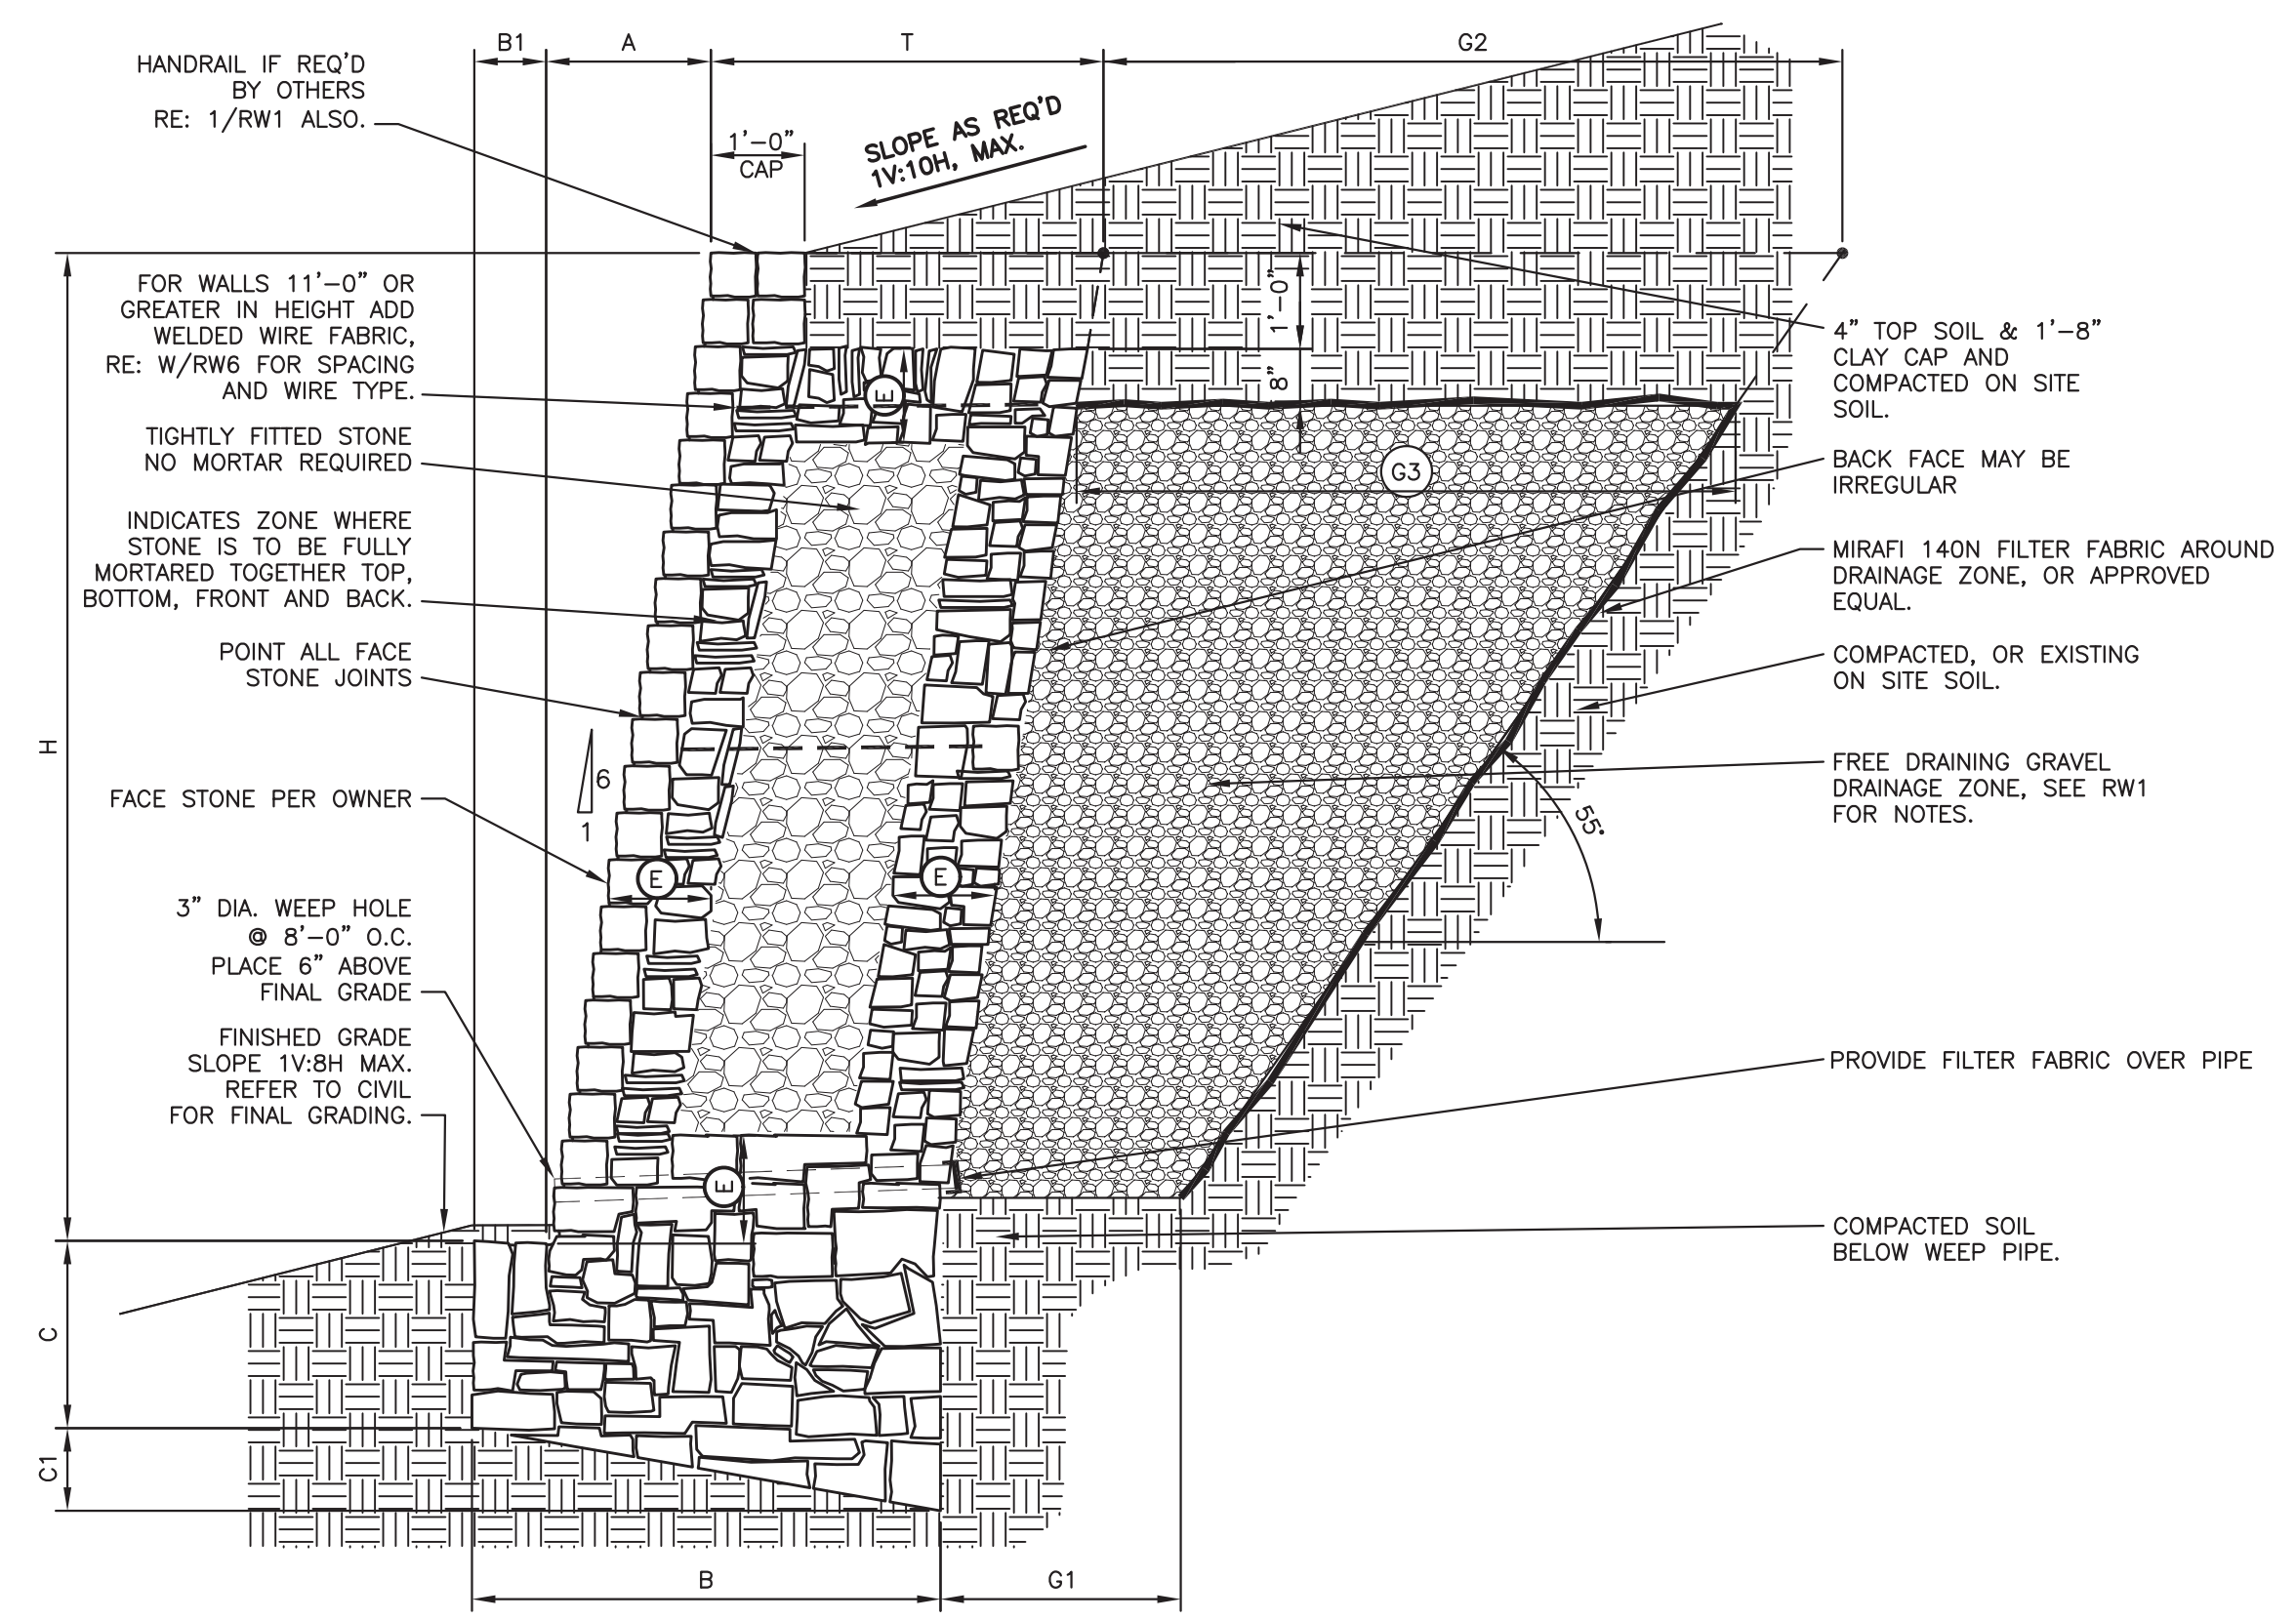 B1
A
T
G2
HANDRAIL IF REQ'D
BY OTHERS
RE: 1/RW1 ALSO.
1'-0"
CAP
SLOPE AS REQ'D
1V:10H, MAX.
FOR WALLS 11'-0" OR
GREATER IN HEIGHT ADD
WELDED WIRE FABRIC,
RE: W/RW6 FOR SPACING
AND WIRE TYPE.
TIGHTLY FITTED STONE
NO MORTAR REQUIRED
INDICATES ZONE WHERE
STONE IS TO BE FULLY
MORTARED TOGETHER TOP,
BOTTOM, FRONT AND BACK.
POINT ALL FACE
STONE JOINTS
6
1
FACE STONE PER OWNER
3" DIA. WEEP HOLE
@ 8'-0" O.C.
PLACE 6" ABOVE
FINAL GRADE
FINISHED GRADE
SLOPE 1V:8H MAX.
REFER TO CIVIL
FOR FINAL GRADING.
H
C
C1
E
E
E
E
1'-0"
8"
G3
55°
4" TOP SOIL & 1'-8"
CLAY CAP AND
COMPACTED ON SITE
SOIL.
BACK FACE MAY BE
IRREGULAR
MIRAFI 140N FILTER FABRIC AROUND
DRAINAGE ZONE, OR APPROVED
EQUAL.
COMPACTED, OR EXISTING
ON SITE SOIL.
FREE DRAINING GRAVEL
DRAINAGE ZONE, SEE RW1
FOR NOTES.
PROVIDE FILTER FABRIC OVER PIPE
COMPACTED SOIL
BELOW WEEP PIPE.
B
G1